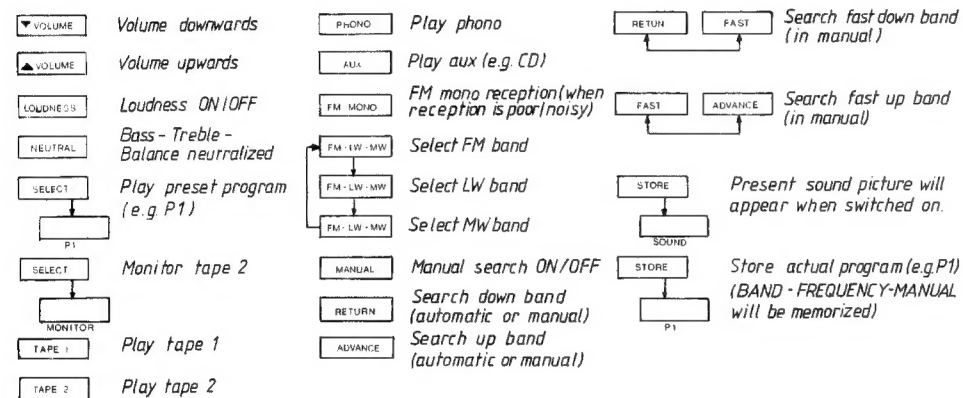 ▼ VOLUME Volume downwards
▲ VOLUME Volume upwards
LOUDNESS Loudness ON/OFF
NEUTRAL Bass - Treble -
Balance neurralized
SELECT Play preset program
(e.g. P1)
P1
SELECT Monitor tape 2
MONITOR
TAPE 1 Play tape 1
TAPE 2 Play tape 2
PHONO Play phono
AUX Play aux (e.g. CD)
FM MONO FM mono reception (when
reception is poor/noisy)
FM - LW - MW Select FM band
FM - LW - MW Select LW band
FM - LW - MW Select MW band
MANUAL Manual search ON/OFF
RETURN Search down band
(automatic or manual)
ADVANCE Search up band
(automatic or manual)
RETUN FAST Search fast down band
(in manual)
FAST ADVANCE Search fast up band
(in manual)
STORE Present sound picture will
appear when switched on.
SOUND
STORE Store actual program (e.g. P1)
(BAND - FREQUENCY - MANUAL
will be memorized)
P1